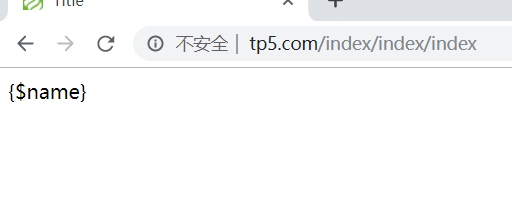 Title
不安全 | tp5.com/index/index/index
{$name}